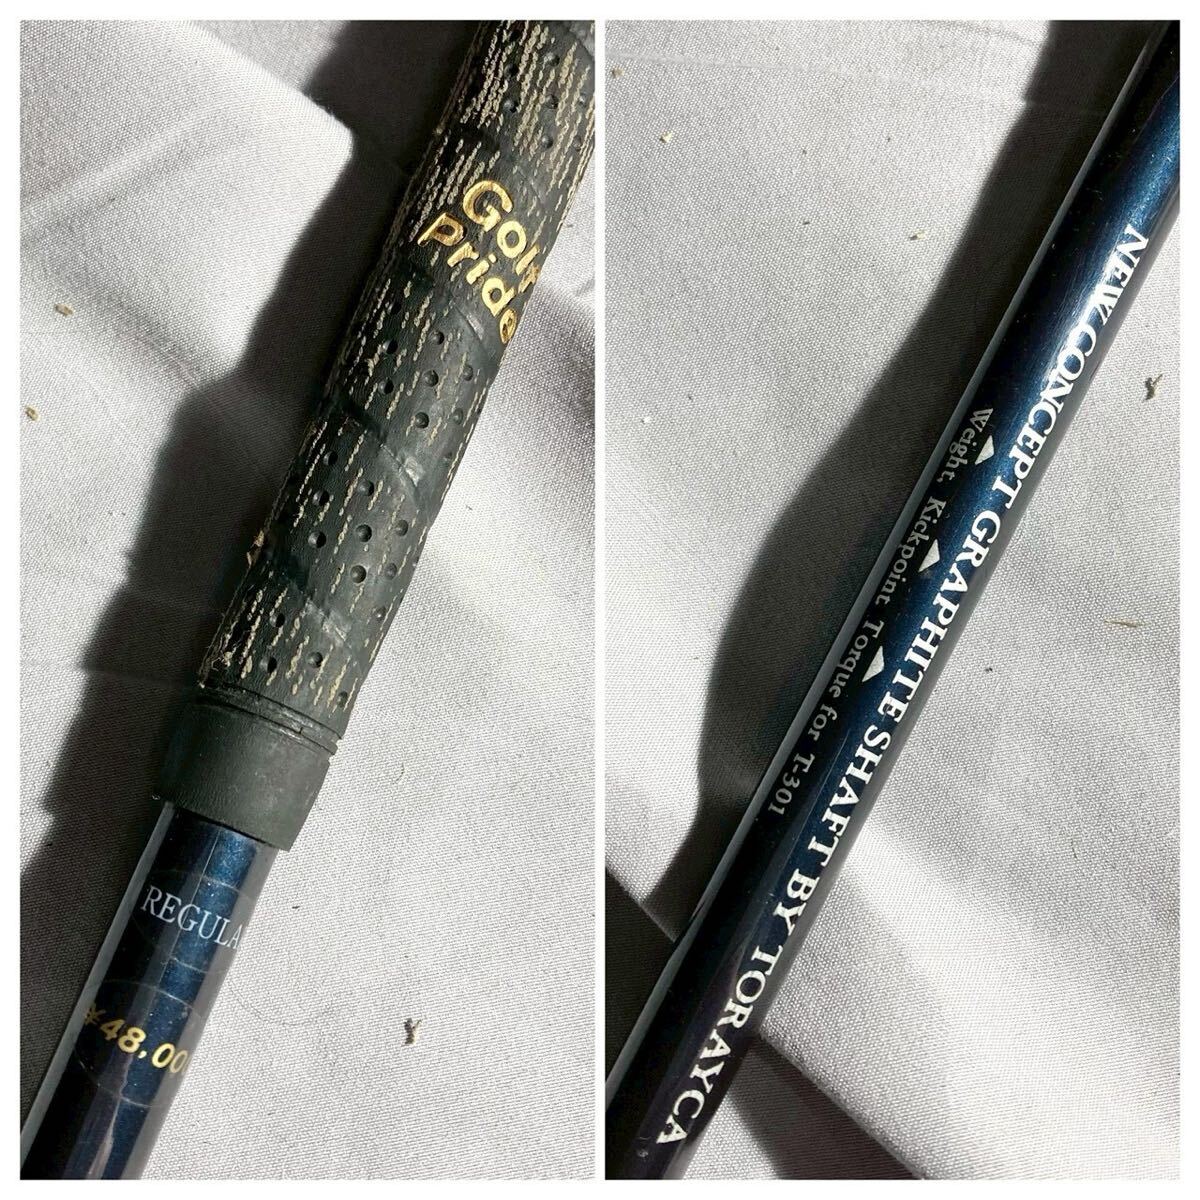 Golf
Pride
REGULA
¥48,00
NEW CONCEPT GRAPHITE SHAFT BY TORAYCA,
Weight, Kickpoint, Torque for T-301